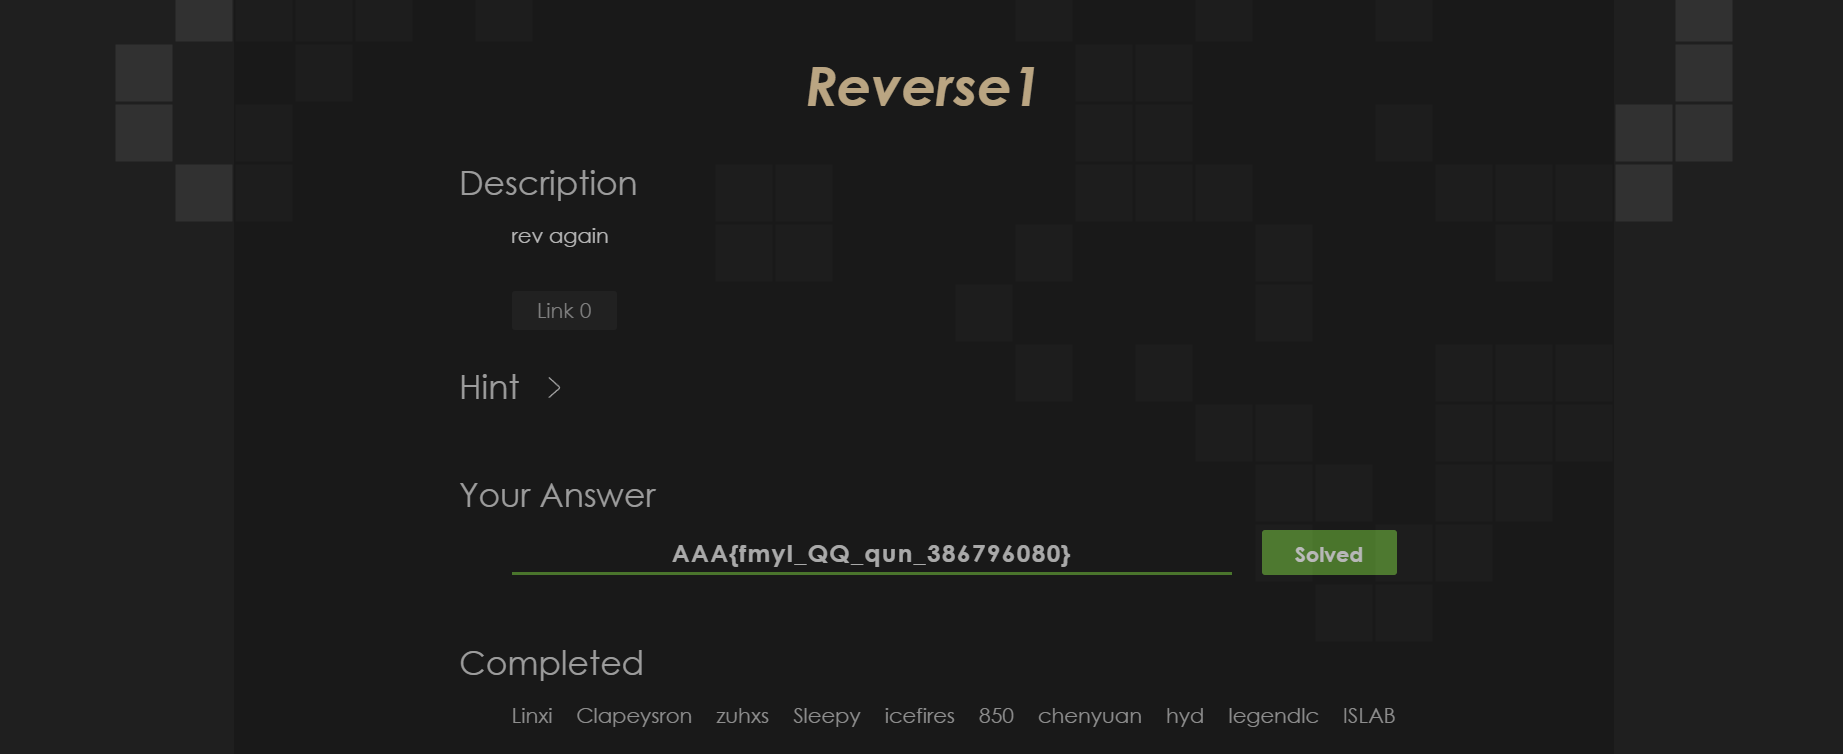 Reverse1
Description
rev again
Link 0
Hint >
Your Answer
AAA{fmyl_QQ_qun_386796080}
Solved
Completed
Linxi Clapeysron zuhxs Sleepy icefires 850 chenyuan hyd legendlc ISLAB